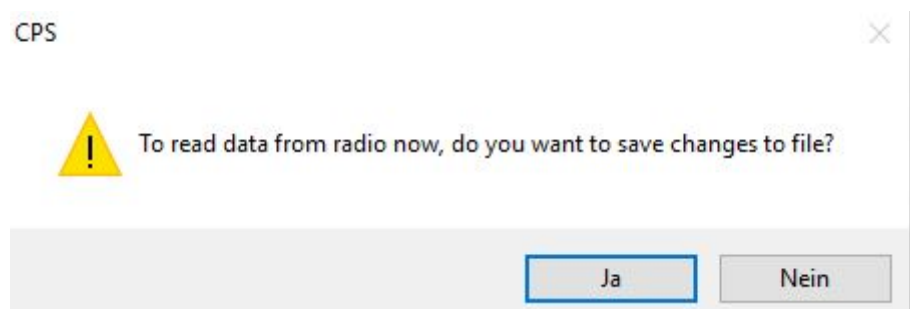 CPS
To read data from radio now, do you want to save changes to file?
Ja
Nein